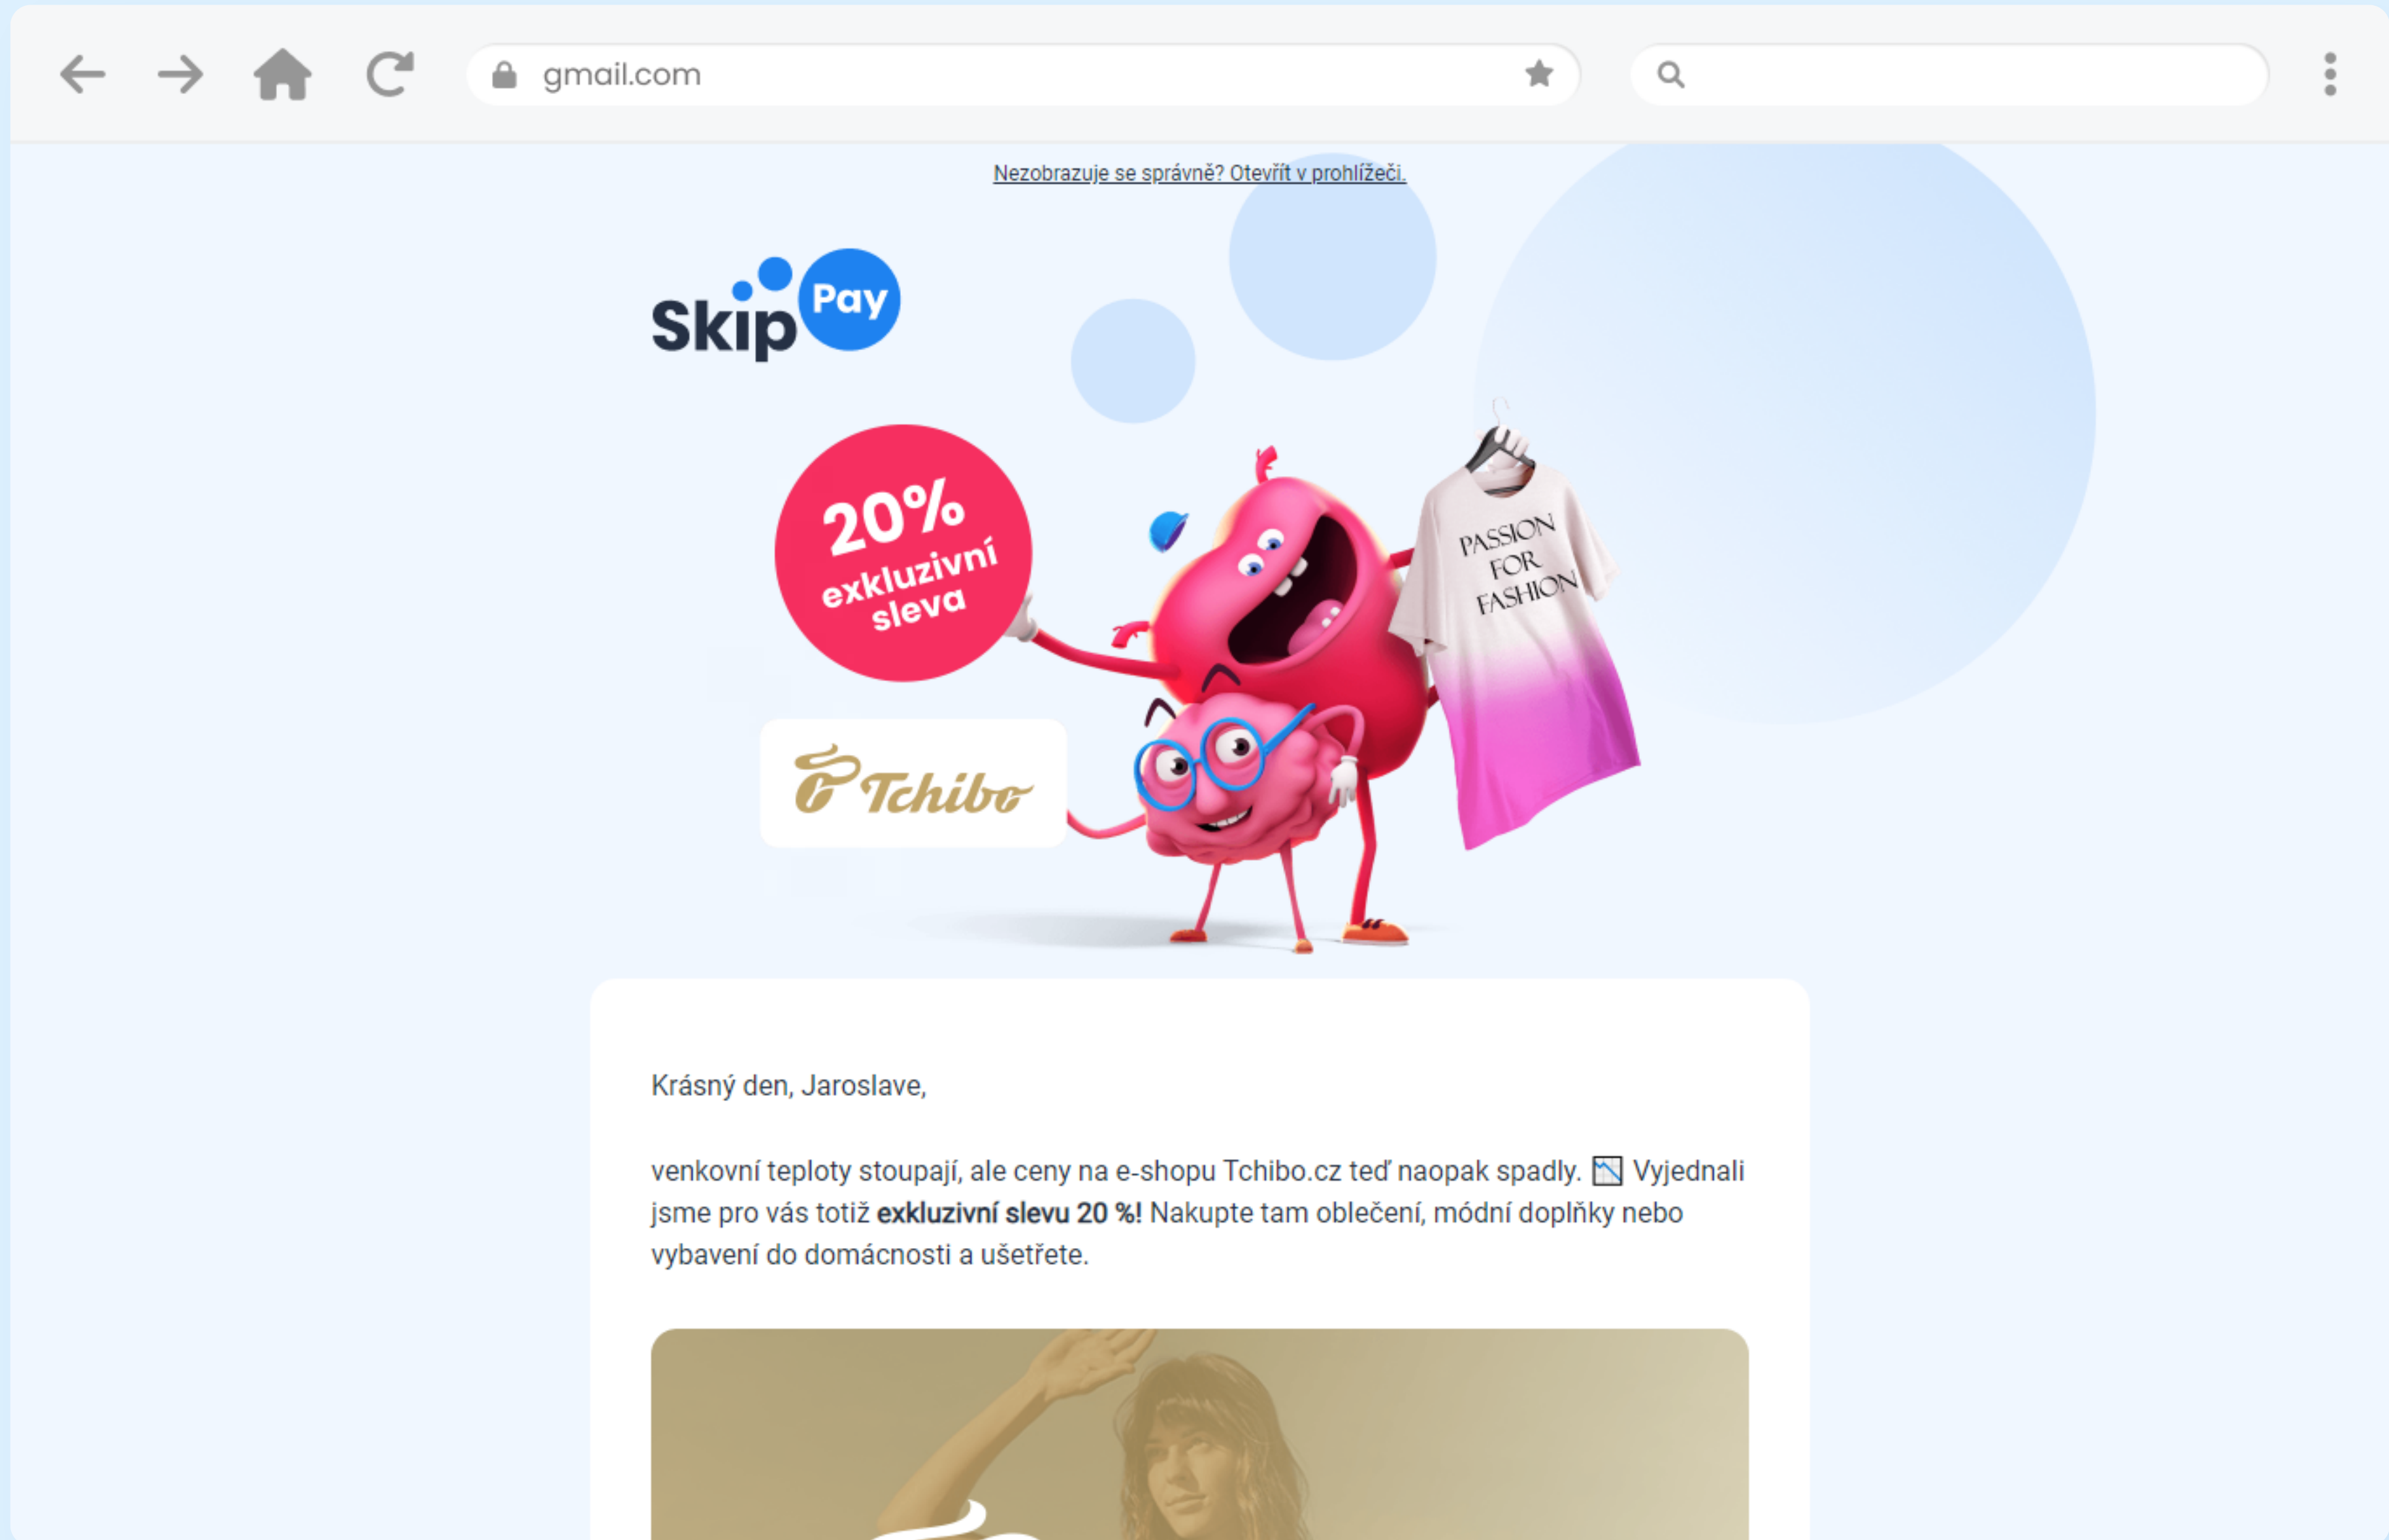 gmail.com
Nezobrazuje se správně? Otevřít v prohlížeči.
Skip Pay
20%
exkluzivní
sleva
PASSION
FOR
FASHION
Tchibo
Krásný den, Jaroslave,
venkovní teploty stoupají, ale ceny na e-shopu Tchibo.cz teď naopak spadly. 📉 Vyjednali
jsme pro vás totiž exkluzivní slevu 20 %! Nakupte tam oblečení, módní doplňky nebo
vybavení do domácnosti a ušetřete.